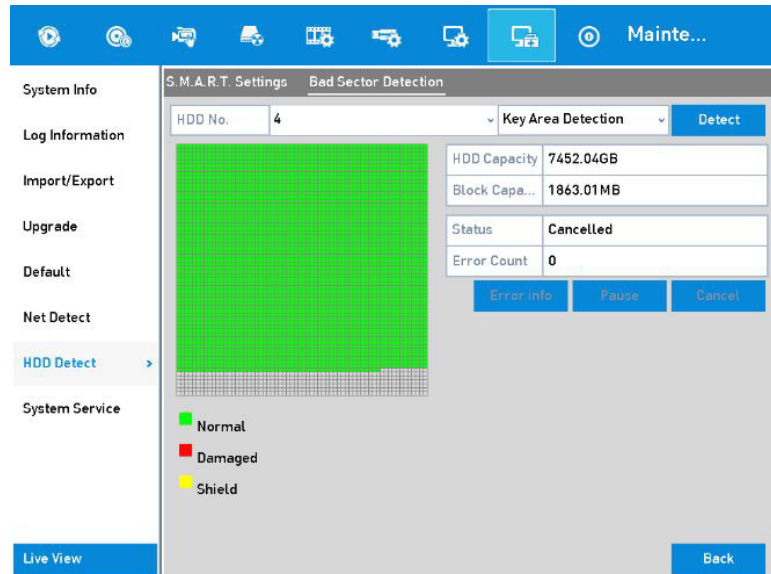 Mainte...
System Info
Log Information
Import/Export
Upgrade
Default
Net Detect
HDD Detect >
System Service
Live View
S.M.A.R.T. Settings Bad Sector Detection
HDD No. 4 Key Area Detection Detect
HDD Capacity 7452.04GB
Block Capa... 1863.01MB
Status Cancelled
Error Count 0
Error info Pause Cancel
Normal
Damaged
Shield
Back